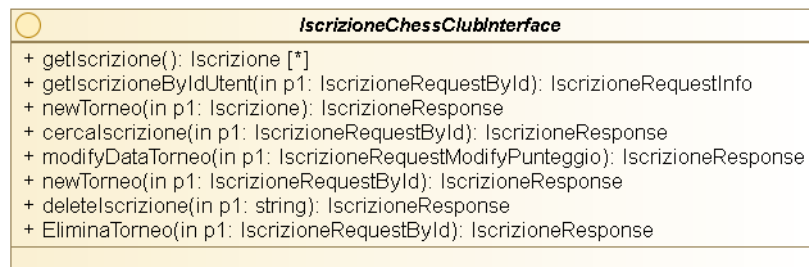 IscrizioneChessClubInterface
+ getIscrizione(): Iscrizione [*]
+ getIscrizioneByIdUtent(in p1: IscrizioneRequestById): IscrizioneRequestInfo
+ newTorneo(in p1: Iscrizione): IscrizioneResponse
+ cercaIscrizione(in p1: IscrizioneRequestById): IscrizioneResponse
+ modifyDataTorneo(in p1: IscrizioneRequestModifyPunteggio): IscrizioneResponse
+ newTorneo(in p1: IscrizioneRequestById): IscrizioneResponse
+ deleteIscrizione(in p1: string): IscrizioneResponse
+ EliminaTorneo(in p1: IscrizioneRequestById): IscrizioneResponse